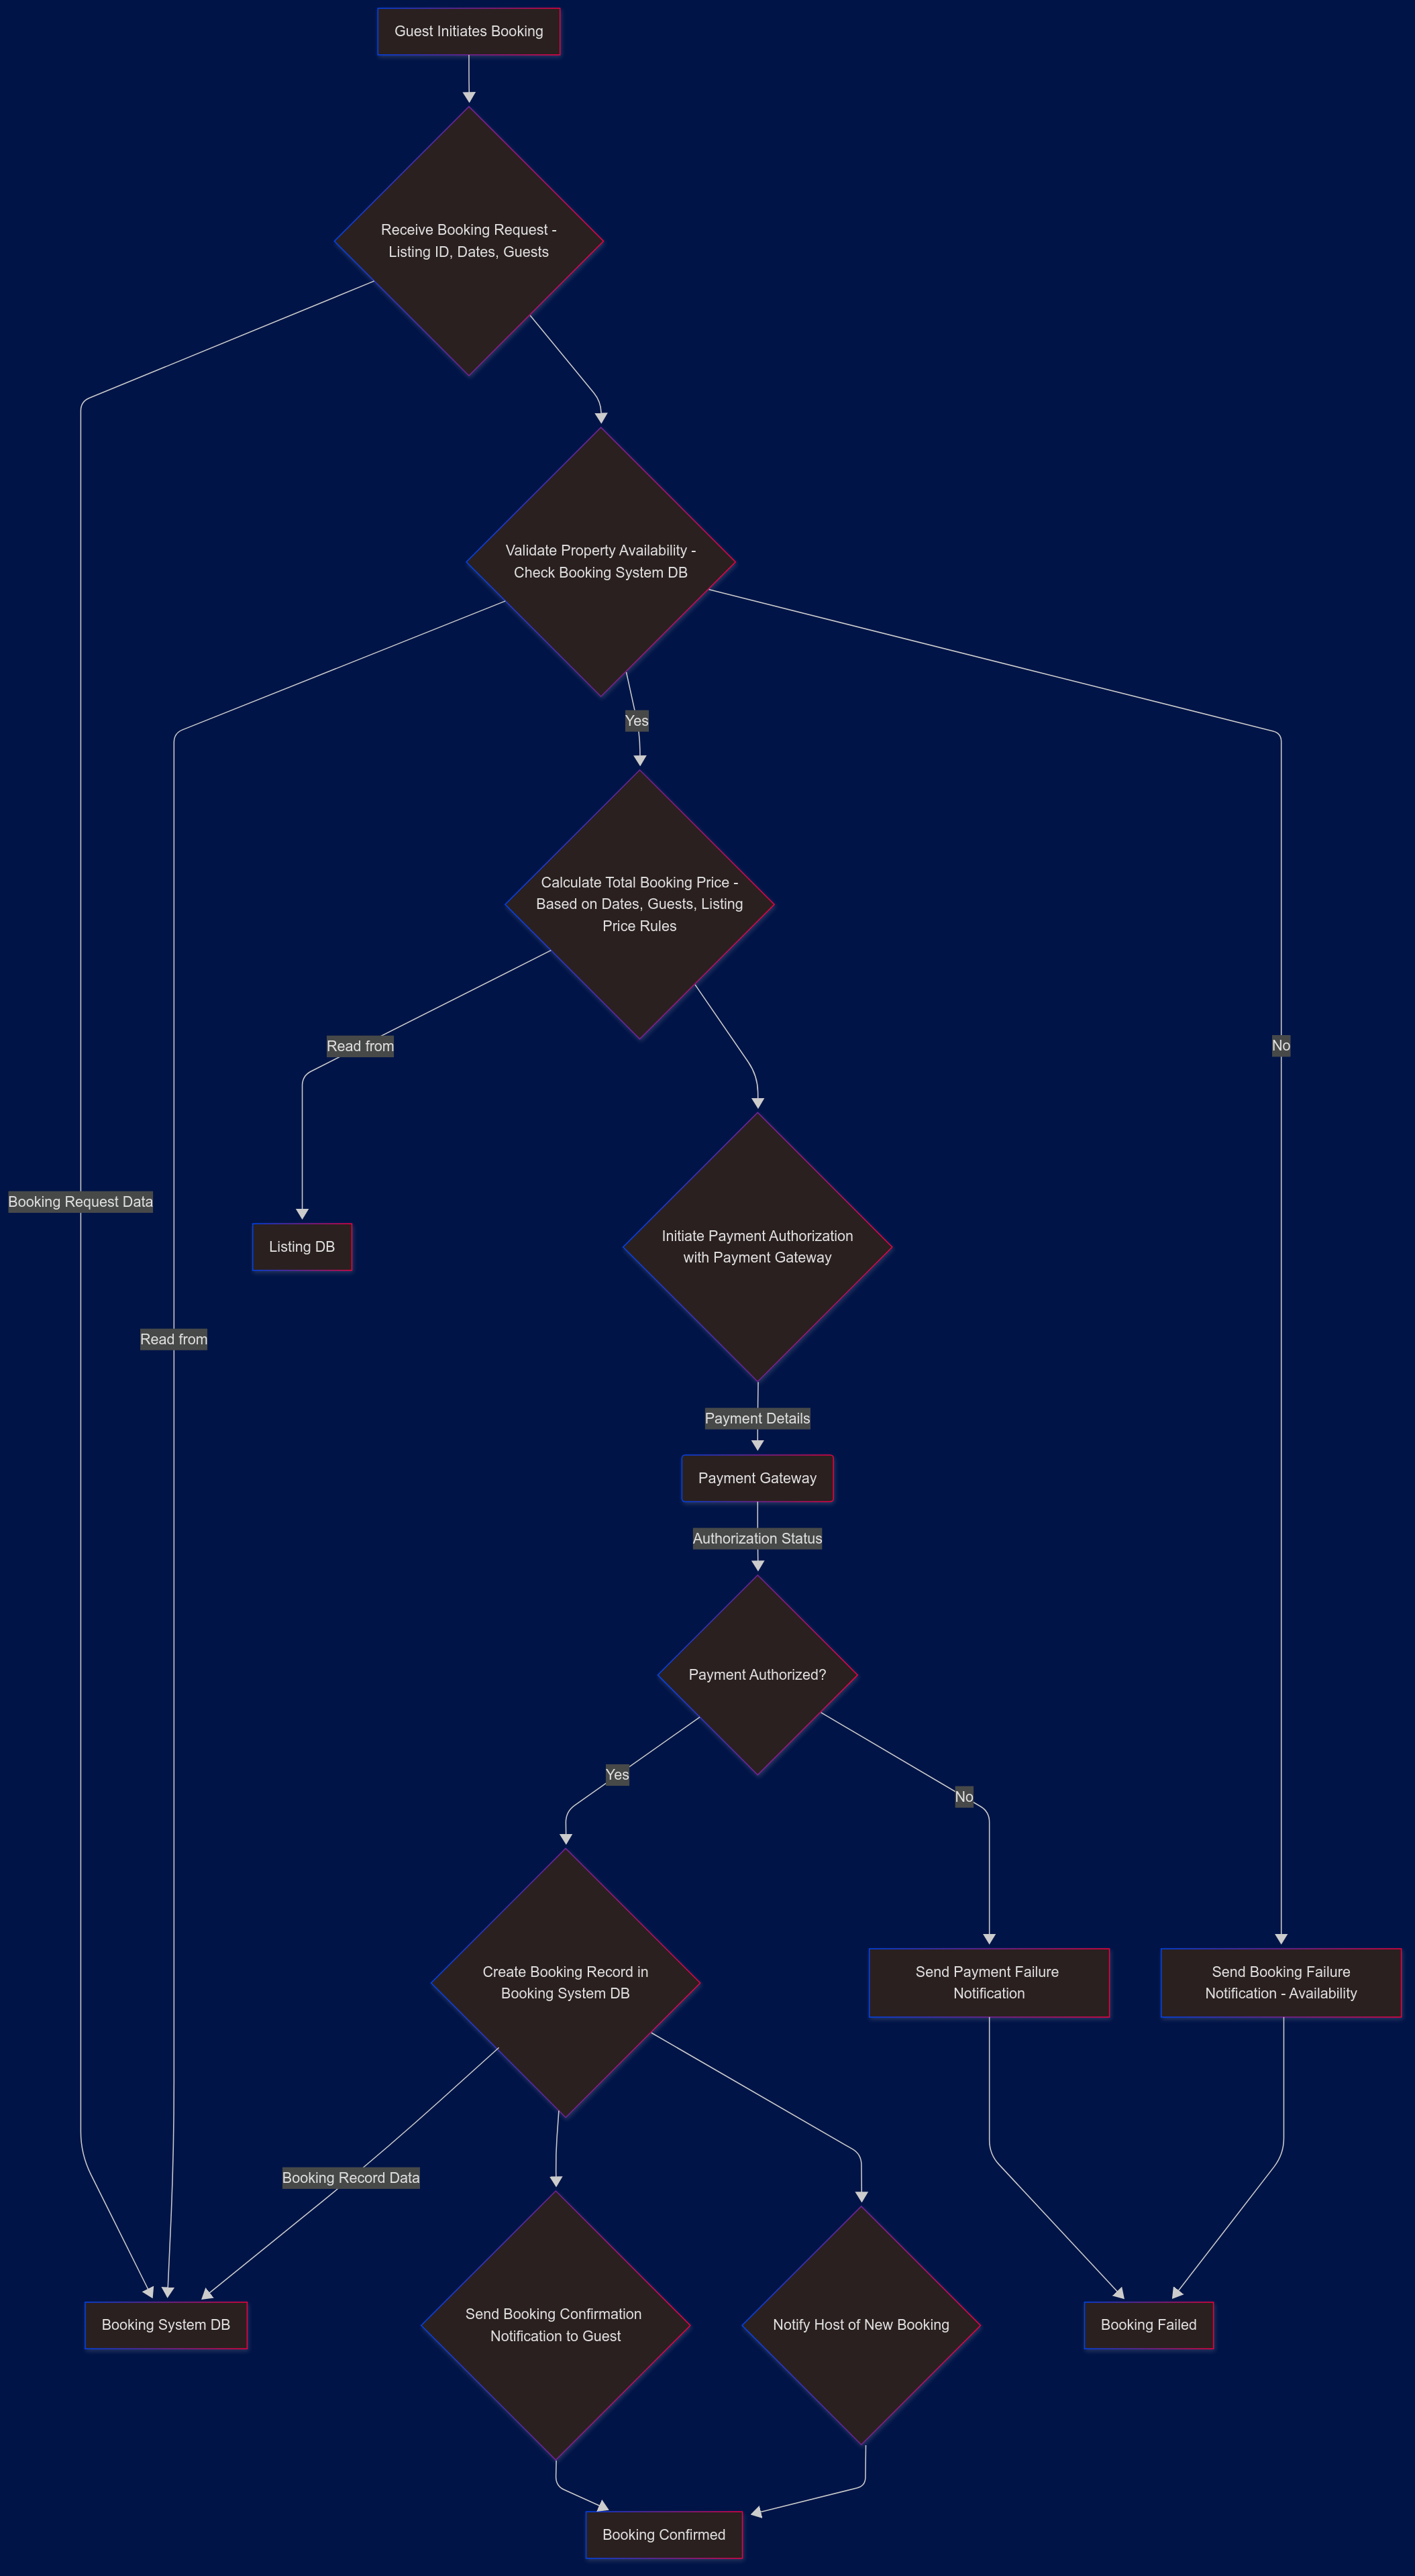 Guest Initiates Booking
Receive Booking Request -
Listing ID, Dates, Guests
Validate Property Availability -
Check Booking System DB
Yes
Calculate Total Booking Price -
Based on Dates, Guests, Listing
Price Rules
Read from
No
Booking Request Data
Listing DB
Initiate Payment Authorization
with Payment Gateway
Read from
Payment Details
Payment Gateway
Authorization Status
Payment Authorized?
Yes
No
Create Booking Record in
Booking System DB
Send Payment Failure
Notification
Send Booking Failure
Notification - Availability
Booking Record Data
Booking System DB
Send Booking Confirmation
Notification to Guest
Notify Host of New Booking
Booking Failed
Booking Confirmed